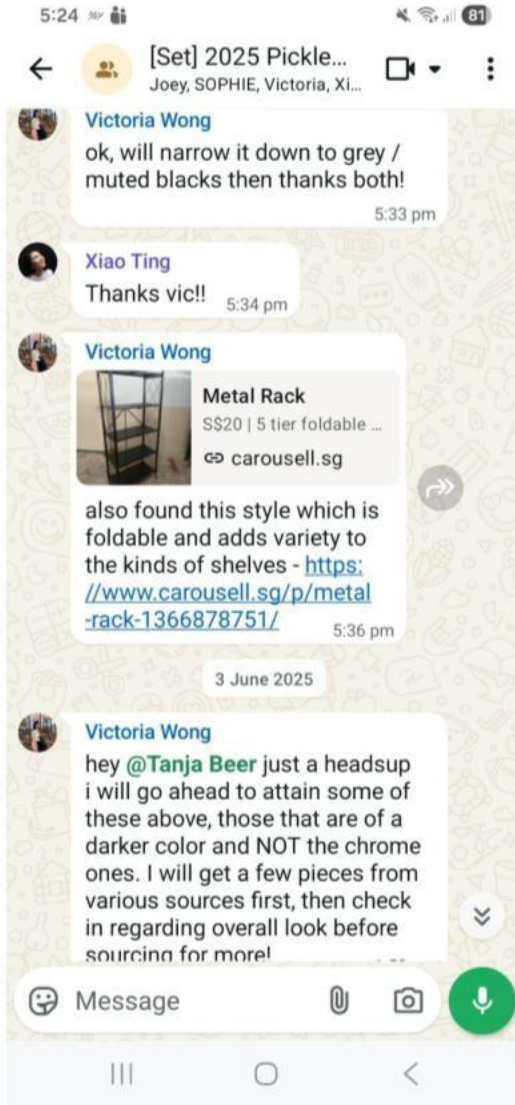 5:24
81
[Set] 2025 Pickle...
Joey, SOPHIE, Victoria, Xi...
Victoria Wong
ok, will narrow it down to grey /
muted blacks then thanks both!
5:33 pm
Xiao Ting
Thanks vic!!
5:34 pm
Victoria Wong
Metal Rack
S$20 | 5 tier foldable ...
carousell.sg
also found this style which is
foldable and adds variety to
the kinds of shelves - https:
//www.carousell.sg/p/metal
-rack-1366878751/
5:36 pm
3 June 2025
Victoria Wong
hey @Tanja Beer just a headsup
i will go ahead to attain some of
these above, those that are of a
darker color and NOT the chrome
ones. I will get a few pieces from
various sources first, then check
in regarding overall look before
sourcing for more!
Message